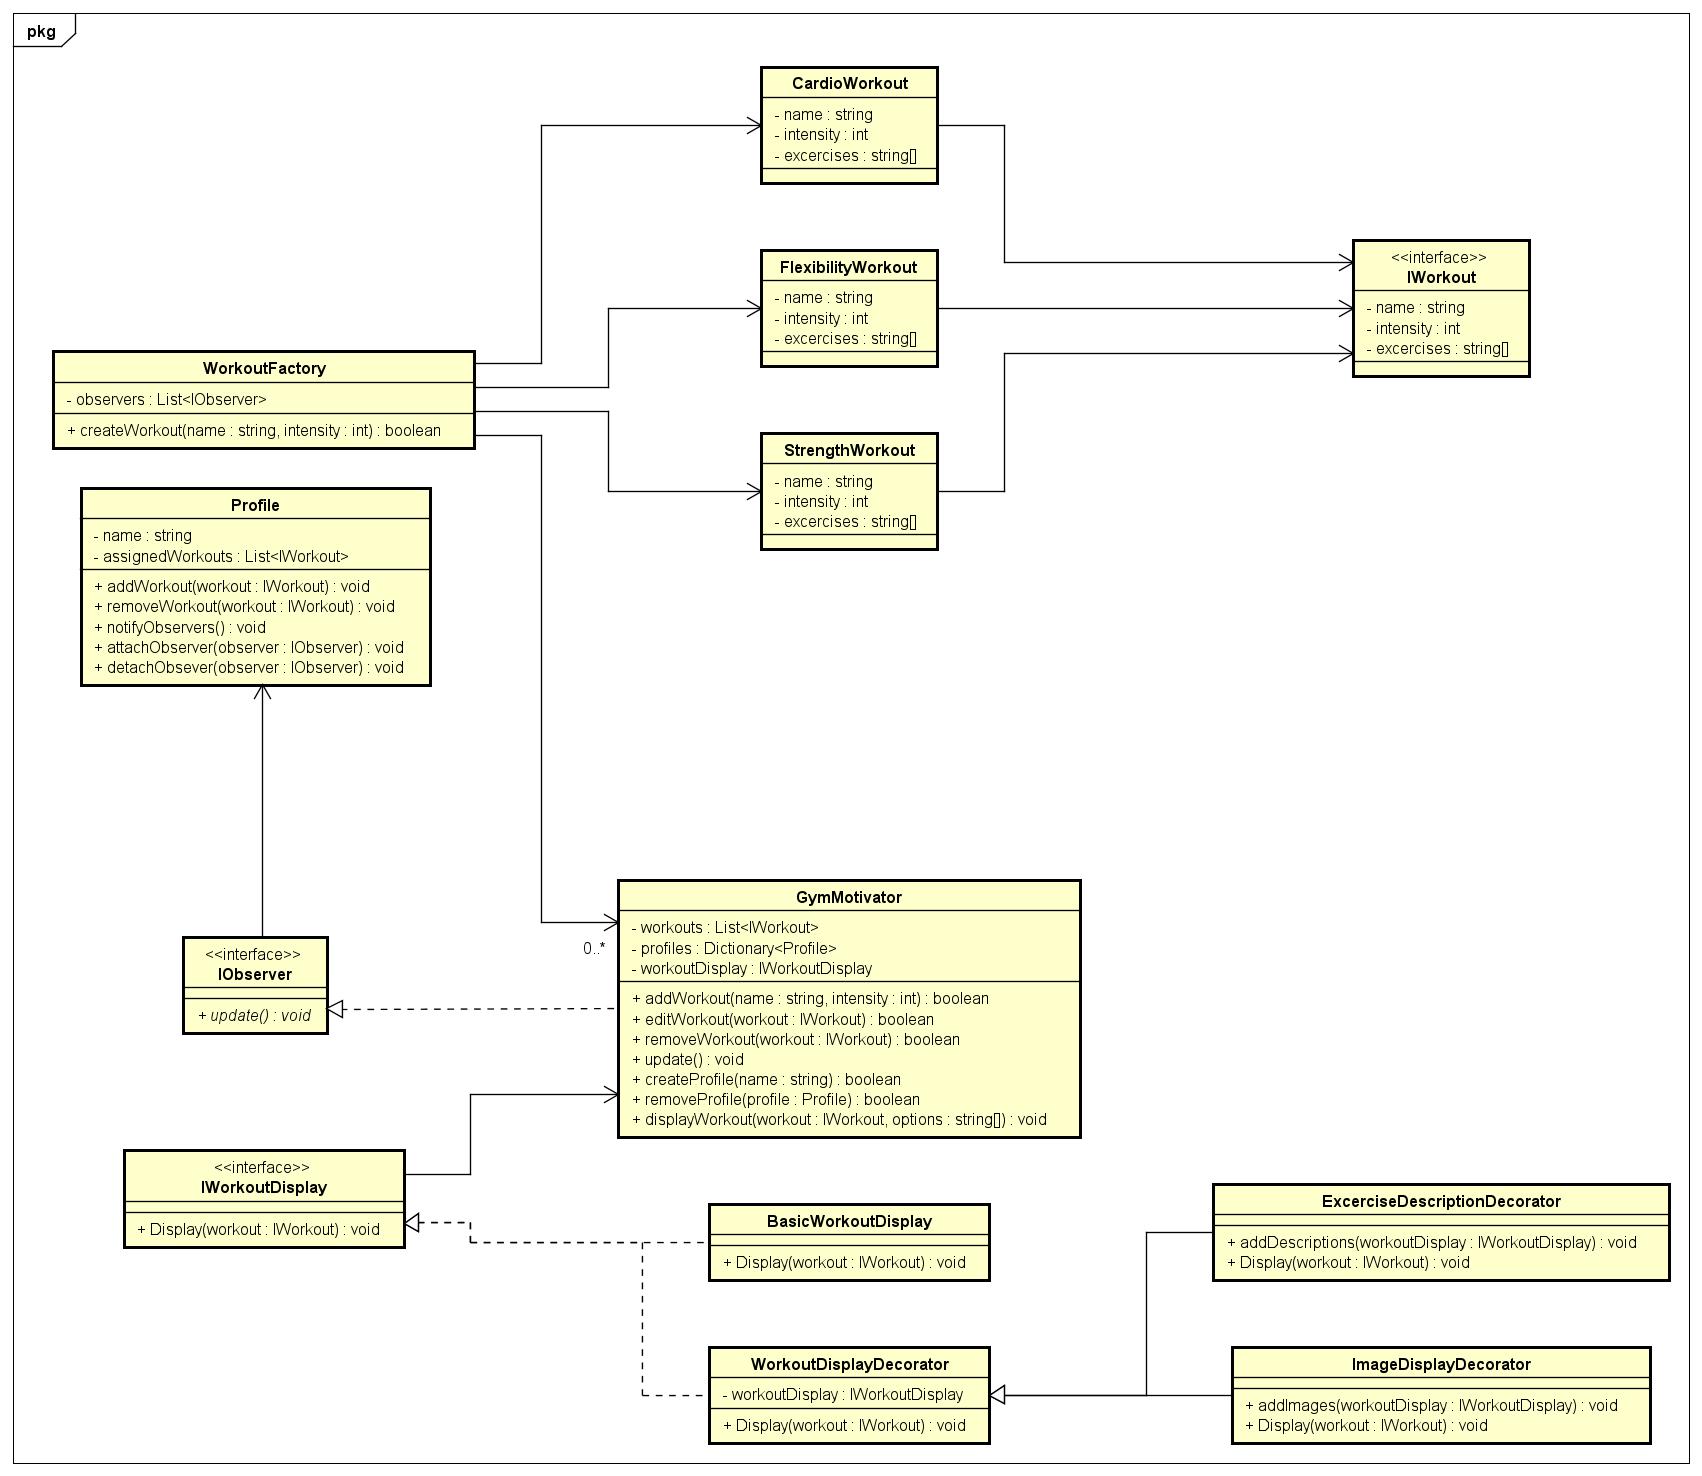 pkg
CardioWorkout
- name : string
- intensity : int
- excercises : string[]
FlexibilityWorkout
- name : string
- intensity : int
- excercises : string[]
<<interface>>
IWorkout
- name : string
- intensity : int
- excercises : string[]
WorkoutFactory
- observers : List<IObserver>
+ createWorkout(name : string, intensity : int) : boolean
StrengthWorkout
- name : string
- intensity : int
- excercises : string[]
Profile
- name : string
- assignedWorkouts : List<IWorkout>
+ addWorkout(workout : IWorkout) : void
+ removeWorkout(workout : IWorkout) : void
+ notifyObservers() : void
+ attachObserver(observer : IObserver) : void
+ detachObsever(observer : IObserver) : void
GymMotivator
- workouts : List<IWorkout>
- profiles : Dictionary<Profile>
- workoutDisplay : IWorkoutDisplay
+ addWorkout(name : string, intensity : int) : boolean
+ editWorkout(workout : IWorkout) : boolean
+ removeWorkout(workout : IWorkout) : boolean
+ update() : void
+ createProfile(name : string) : boolean
+ removeProfile(profile : Profile) : boolean
+ displayWorkout(workout : IWorkout, options : string[]) : void
0..*
<<interface>>
IObserver
+ update() : void
<<interface>>
IWorkoutDisplay
+ Display(workout : IWorkout) : void
BasicWorkoutDisplay
+ Display(workout : IWorkout) : void
ExcerciseDescriptionDecorator
+ addDescriptions(workoutDisplay : IWorkoutDisplay) : void
+ Display(workout : IWorkout) : void
WorkoutDisplayDecorator
- workoutDisplay : IWorkoutDisplay
+ Display(workout : IWorkout) : void
ImageDisplayDecorator
+ addImages(workoutDisplay : IWorkoutDisplay) : void
+ Display(workout : IWorkout) : void